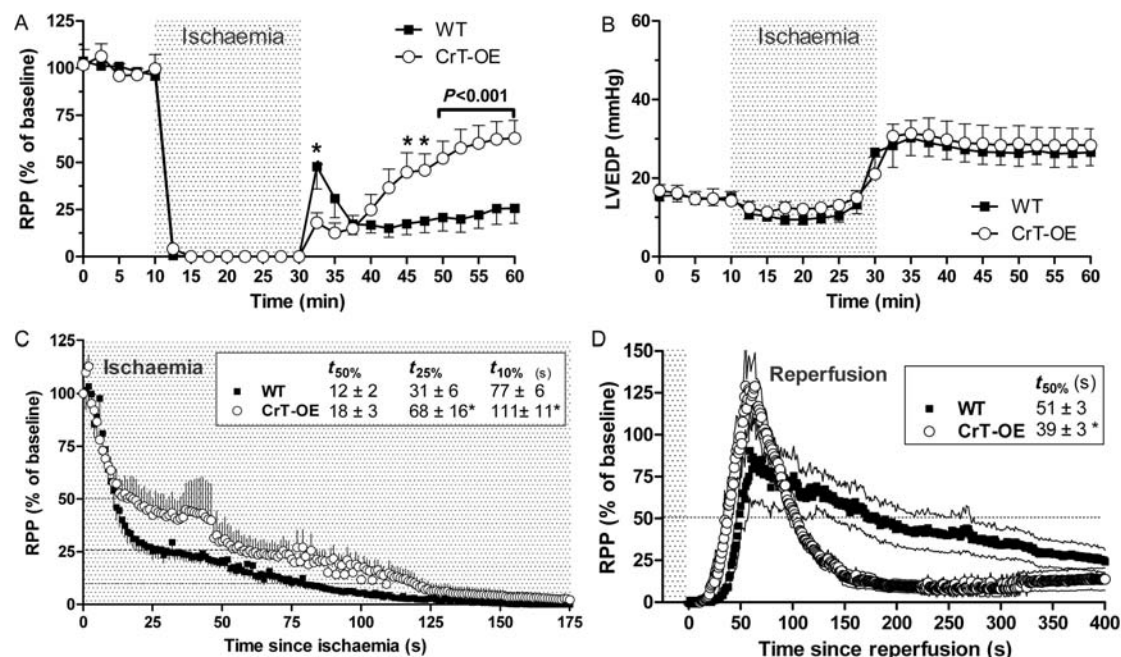 A
Ischaemia
WT
CrT-OE
P<0.001
*
* *
RPP (% of baseline)
125
100
75
50
25
0
0 5 10 15 20 25 30 35 40 45 50 55 60
Time (min)
B
Ischaemia
WT
CrT-OE
LVEDP (mmHg)
60
40
20
0
0 5 10 15 20 25 30 35 40 45 50 55 60
Time (min)
C
Ischaemia
t50% t25% t10% (s)
WT 12 ± 2 31 ± 6 77 ± 6
CrT-OE 18 ± 3 68 ± 16* 111± 11*
RPP (% of baseline)
125
100
75
50
25
0
0 25 50 75 100 125 150 175
Time since ischaemia (s)
D
Reperfusion
t50% (s)
WT 51 ± 3
CrT-OE 39 ± 3 *
RPP (% of baseline)
150
125
100
75
50
25
0
0 50 100 150 200 250 300 350 400
Time since reperfusion (s)